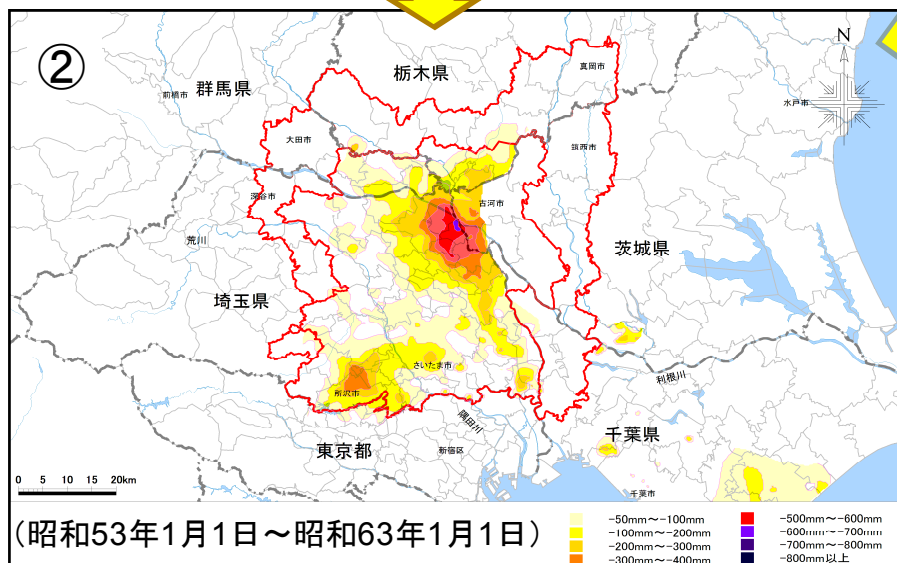 ②
栃木県
真岡市
N
群馬県
前橋市
水戸市
太田市
筑西市
深谷市
古河市
荒川
茨城県
埼玉県
さいたま市
利根川
所沢市
隅田川
千葉県
東京都
新宿区
0 5 10 20km
千葉市
(昭和53年1月1日～昭和63年1月1日)
-50mm～-100mm
-100mm～-200mm
-200mm～-300mm
-300mm～-400mm
-500mm～-600mm
-600mm～-700mm
-700mm～-800mm
-800mm以上